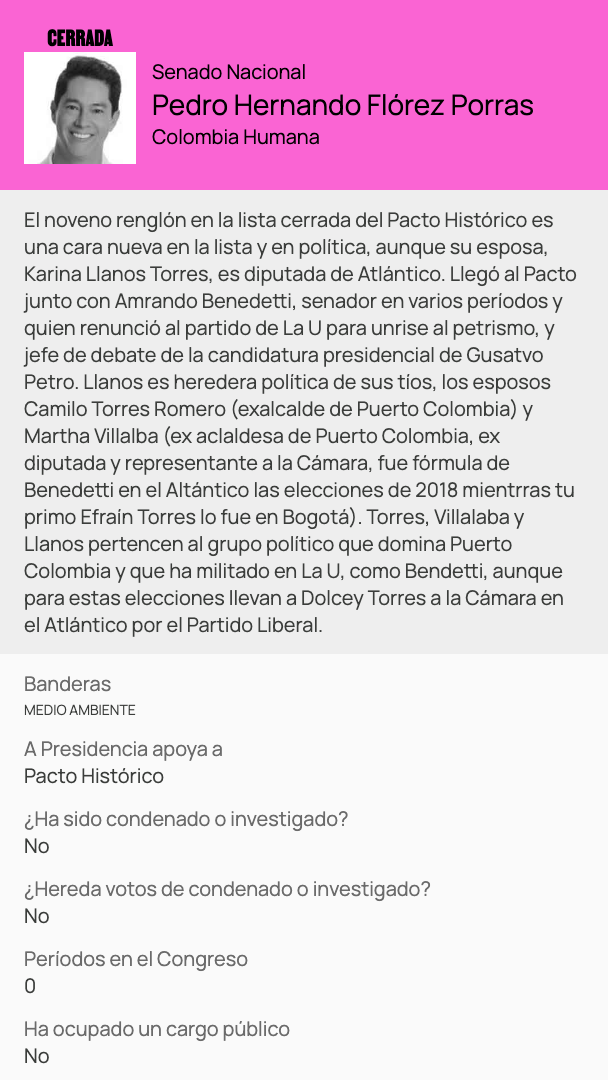 CERRADA
Senado Nacional
Pedro Hernando Flórez Porras
Colombia Humana
El noveno renglón en la lista cerrada del Pacto Histórico es
una cara nueva en la lista y en política, aunque su esposa,
Karina Llanos Torres, es diputada de Atlántico. Llegó al Pacto
junto con Amrando Benedetti, senador en varios períodos y
quien renunció al partido de La U para unrise al petrismo, y
jefe de debate de la candidatura presidencial de Gusatvo
Petro. Llanos es heredera política de sus tíos, los esposos
Camilo Torres Romero (exalcalde de Puerto Colombia) y
Martha Villalba (ex aclaldesa de Puerto Colombia, ex
diputada y representante a la Cámara, fue fórmula de
Benedetti en el Altántico las elecciones de 2018 mientrras tu
primo Efraín Torres lo fue en Bogotá). Torres, Villalaba y
Llanos pertencen al grupo político que domina Puerto
Colombia y que ha militado en La U, como Bendetti, aunque
para estas elecciones llevan a Dolcey Torres a la Cámara en
el Atlántico por el Partido Liberal.
Banderas
MEDIO AMBIENTE
A Presidencia apoya a
Pacto Histórico
¿Ha sido condenado o investigado?
No
¿Hereda votos de condenado o investigado?
No
Períodos en el Congreso
0
Ha ocupado un cargo público
No